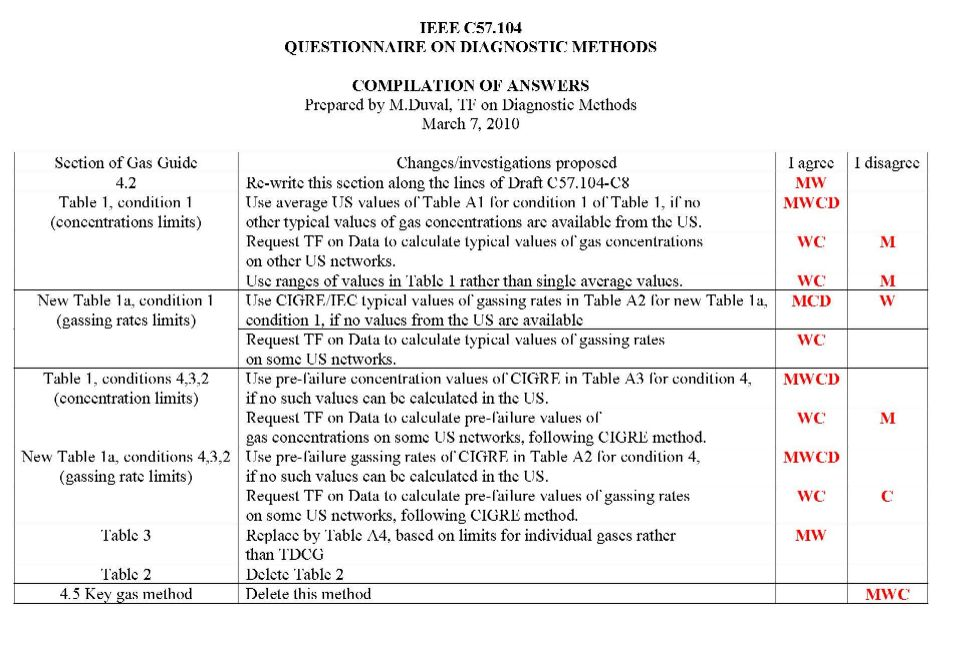 IEEE C57.104
QUESTIONNAIRE ON DIAGNOSTIC METHODS
COMPILATION OF ANSWERS
Prepared by M.Duval, TF on Diagnostic Methods
March 7, 2010
Section of Gas Guide Changes/investigations proposed I agree I disagree
4.2 Re-write this section along the lines of Draft C57.104-C8 MW
Table 1, condition 1 Use average US values of Table A1 for condition 1 of Table 1, if no MWCD
(concentrations limits) other typical values of gas concentrations are available from the US.
Request TF on Data to calculate typical values of gas concentrations WC M
on other US networks.
Use ranges of values in Table 1 rather than single average values. WC M
New Table 1a, condition 1 Use CIGRE/IEC typical values of gassing rates in Table A2 for new Table 1a, MCD W
(gassing rates limits) condition 1, if no values from the US are available
Request TF on Data to calculate typical values of gassing rates WC
on some US networks.
Table 1, conditions 4,3,2 Use pre-failure concentration values of CIGRE in Table A3 for condition 4, MWCD
(concentration limits) if no such values can be calculated in the US.
Request TF on Data to calculate pre-failure values of WC M
gas concentrations on some US networks, following CIGRE method.
New Table 1a, conditions 4,3,2 Use pre-failure gassing rates of CIGRE in Table A2 for condition 4, MWCD
(gassing rate limits) if no such values can be calculated in the US.
Request TF on Data to calculate pre-failure values of gassing rates WC C
on some US networks, following CIGRE method.
Table 3 Replace by Table A4, based on limits for individual gases rather MW
than TDCG
Table 2 Delete Table 2
4.5 Key gas method Delete this method MWC